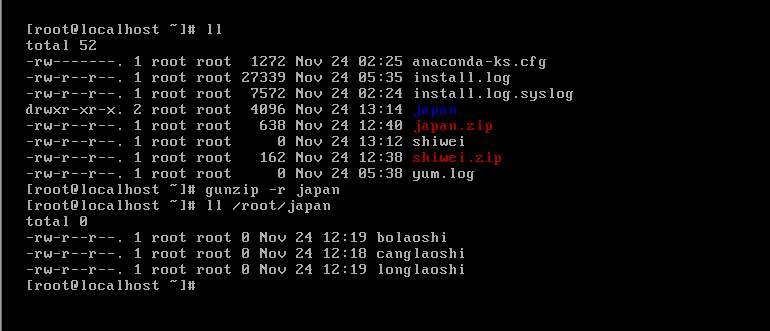 [root@localhost ~]# ll
total 52
-rw-------. 1 root root  1272 Nov 24 02:25 anaconda-ks.cfg
-rw-r--r--. 1 root root 27339 Nov 24 05:35 install.log
-rw-r--r--. 1 root root  7572 Nov 24 02:24 install.log.syslog
drwxr-xr-x. 2 root root  4096 Nov 24 13:14 japan
-rw-r--r--. 1 root root   638 Nov 24 12:40 japan.zip
-rw-r--r--. 1 root root     0 Nov 24 13:12 shiwei
-rw-r--r--. 1 root root   162 Nov 24 12:38 shiwei.zip
-rw-r--r--. 1 root root     0 Nov 24 05:38 yum.log
[root@localhost ~]# gunzip -r japan
[root@localhost ~]# ll /root/japan
total 0
-rw-r--r--. 1 root root 0 Nov 24 12:19 bolaoshi
-rw-r--r--. 1 root root 0 Nov 24 12:18 canglaoshi
-rw-r--r--. 1 root root 0 Nov 24 12:19 longlaoshi
[root@localhost ~]#